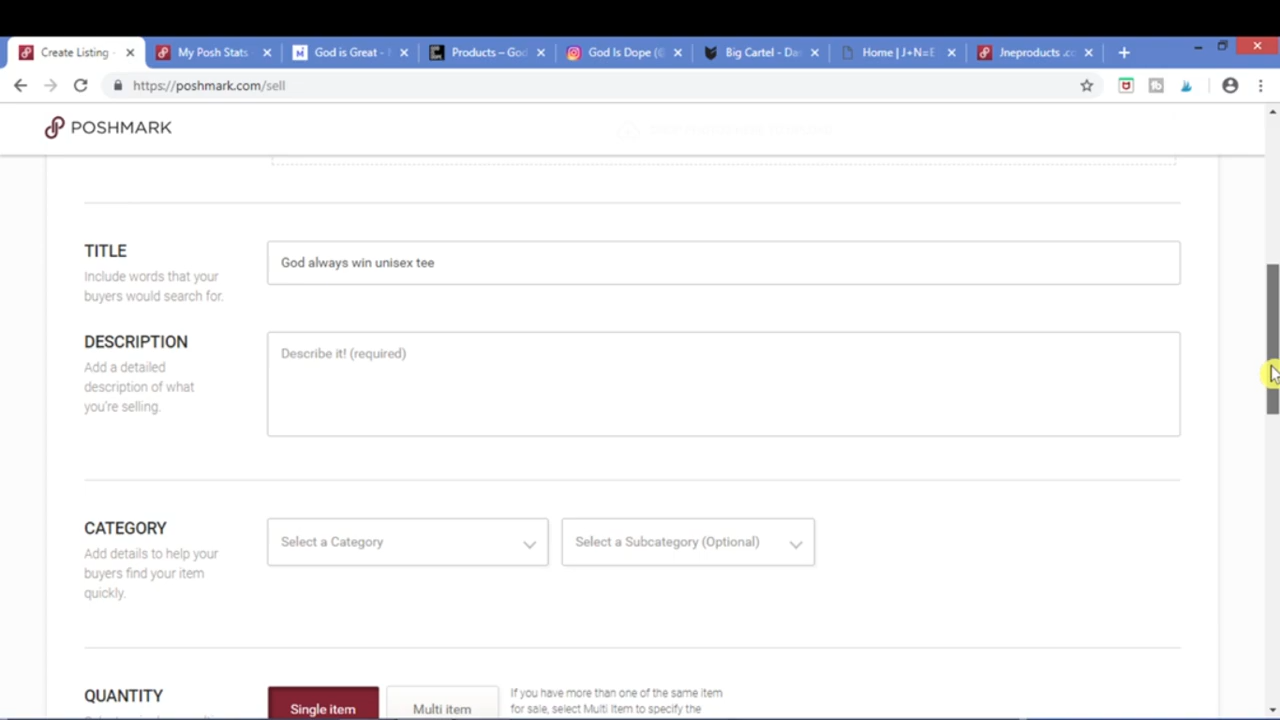 Create Listing -
My Posh Stats
God is Great -
Products – God
God Is Dope (
Big Cartel - Da
Home | J+N=E
Jneproducts .c
https://poshmark.com/sell
POSHMARK
TITLE
Include words that your
buyers would search for.
God always win unisex tee
DESCRIPTION
Add a detailed
description of what
you're selling.
Describe it! (required)
CATEGORY
Add details to help your
buyers find your item
quickly.
Select a Category
Select a Subcategory (Optional)
QUANTITY
Single item
Multi item
If you have more than one of the same item
for sale, select Multi Item to specify the